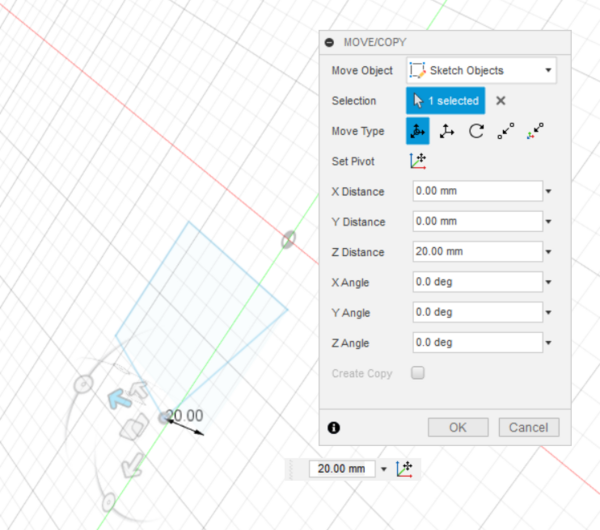 MOVE/COPY
Move Object Sketch Objects
Selection 1 selected
Move Type
Set Pivot
X Distance 0.00 mm
Y Distance 0.00 mm
Z Distance 20.00 mm
X Angle 0.0 deg
Y Angle 0.0 deg
Z Angle 0.0 deg
Create Copy
OK Cancel
20.00
20.00 mm